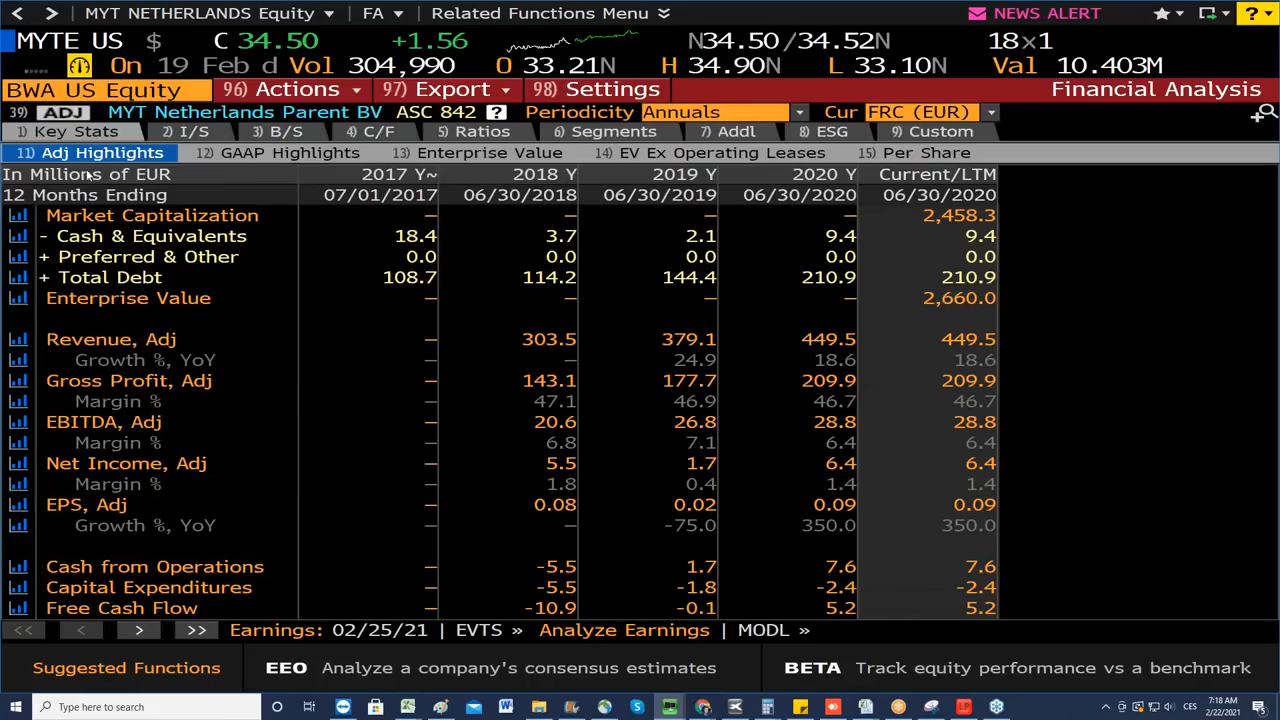 MYT NETHERLANDS Equity FA Related Functions Menu NEWS ALERT ?
MYTE US $ C 34.50 +1.56 N34.50 /34.52N 18×1
On 19 Feb d Vol 304,990 O 33.21N H 34.90N L 33.10N Val 10.403M
BWA US Equity 96) Actions 97) Export 98) Settings Financial Analysis
39) ADJ MYT Netherlands Parent BV ASC 842 ? Periodicity Annuals Cur FRC (EUR)
1) Key Stats 2) I/S 3) B/S 4) C/F 5) Ratios 6) Segments 7) Addl 8) ESG 9) Custom
11) Adj Highlights 12) GAAP Highlights 13) Enterprise Value 14) EV Ex Operating Leases 15) Per Share
In Millions of EUR 2017 Y~ 2018 Y 2019 Y 2020 Y Current/LTM
12 Months Ending 07/01/2017 06/30/2018 06/30/2019 06/30/2020 06/30/2020
Market Capitalization – – – – 2,458.3
- Cash & Equivalents 18.4 3.7 2.1 9.4 9.4
+ Preferred & Other 0.0 0.0 0.0 0.0 0.0
+ Total Debt 108.7 114.2 144.4 210.9 210.9
Enterprise Value – – – – 2,660.0
Revenue, Adj – 303.5 379.1 449.5 449.5
Growth %, YoY – – 24.9 18.6 18.6
Gross Profit, Adj – 143.1 177.7 209.9 209.9
Margin % – 47.1 46.9 46.7 46.7
EBITDA, Adj – 20.6 26.8 28.8 28.8
Margin % – 6.8 7.1 6.4 6.4
Net Income, Adj – 5.5 1.7 6.4 6.4
Margin % – 1.8 0.4 1.4 1.4
EPS, Adj – 0.08 0.02 0.09 0.09
Growth %, YoY – – -75.0 350.0 350.0
Cash from Operations – -5.5 1.7 7.6 7.6
Capital Expenditures – -5.5 -1.8 -2.4 -2.4
Free Cash Flow – -10.9 -0.1 5.2 5.2
<< < > >> Earnings: 02/25/21 | EVTS » Analyze Earnings | MODL »
Suggested Functions EEO Analyze a company's consensus estimates BETA Track equity performance vs a benchmark
Type here to search CES 7:18 AM
2/22/2021